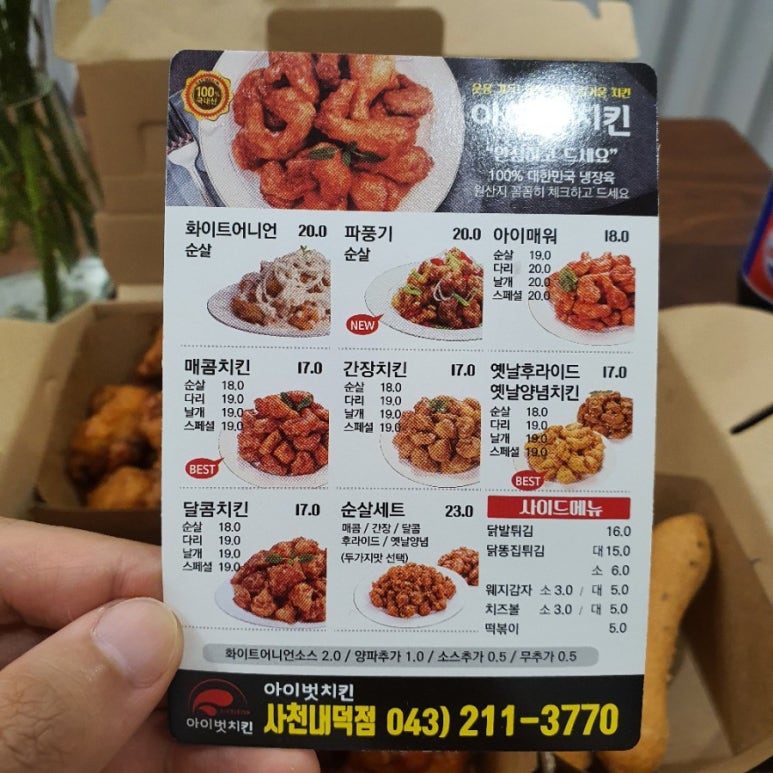 100%
국내산
치킨
"안심하고 드세요"
100% 대한민국 냉장육
원산지 꼼꼼히 체크하고 드세요
화이트어니언 20.0
순살
파풍기 20.0
순살
NEW
아이매워 18.0
순살 19.0
다리 20.0
날개 20.0
스페셜 20.0
매콤치킨 17.0
순살 18.0
다리 19.0
날개 19.0
스페셜 19.0
BEST
간장치킨 17.0
순살 18.0
다리 19.0
날개 19.0
스페셜 19.0
옛날후라이드 17.0
옛날양념치킨
순살 18.0
다리 19.0
날개 19.0
스페셜 19.0
BEST
달콤치킨 17.0
순살 18.0
다리 19.0
날개 19.0
스페셜 19.0
순살세트 23.0
매콤 / 간장 / 달콤
후라이드 / 옛날양념
(두가지맛 선택)
사이드메뉴
닭발튀김 16.0
닭똥집튀김 대 15.0
소 6.0
웨지감자 소 3.0 / 대 5.0
치즈볼 소 3.0 / 대 5.0
떡볶이 5.0
화이트어니언소스 2.0 / 양파추가 1.0 / 소스추가 0.5 / 무추가 0.5
아이벗치킨
아이벗치킨
사천내덕점 043) 211-3770